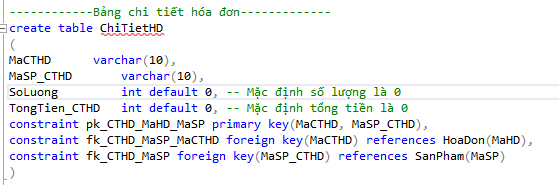 ------------Bảng chi tiết hóa đơn-------------
create table ChiTietHD
(
MaCTHD varchar(10),
MaSP_CTHD varchar(10),
SoLuong int default 0, -- Mặc định số lượng là 0
TongTien_CTHD int default 0, -- Mặc định tổng tiền là 0
constraint pk_CTHD_MaHD_MaSP primary key(MaCTHD, MaSP_CTHD),
constraint fk_CTHD_MaSP_MaCTHD foreign key(MaCTHD) references HoaDon(MaHD),
constraint fk_CTHD_MaSP foreign key(MaSP_CTHD) references SanPham(MaSP)
)